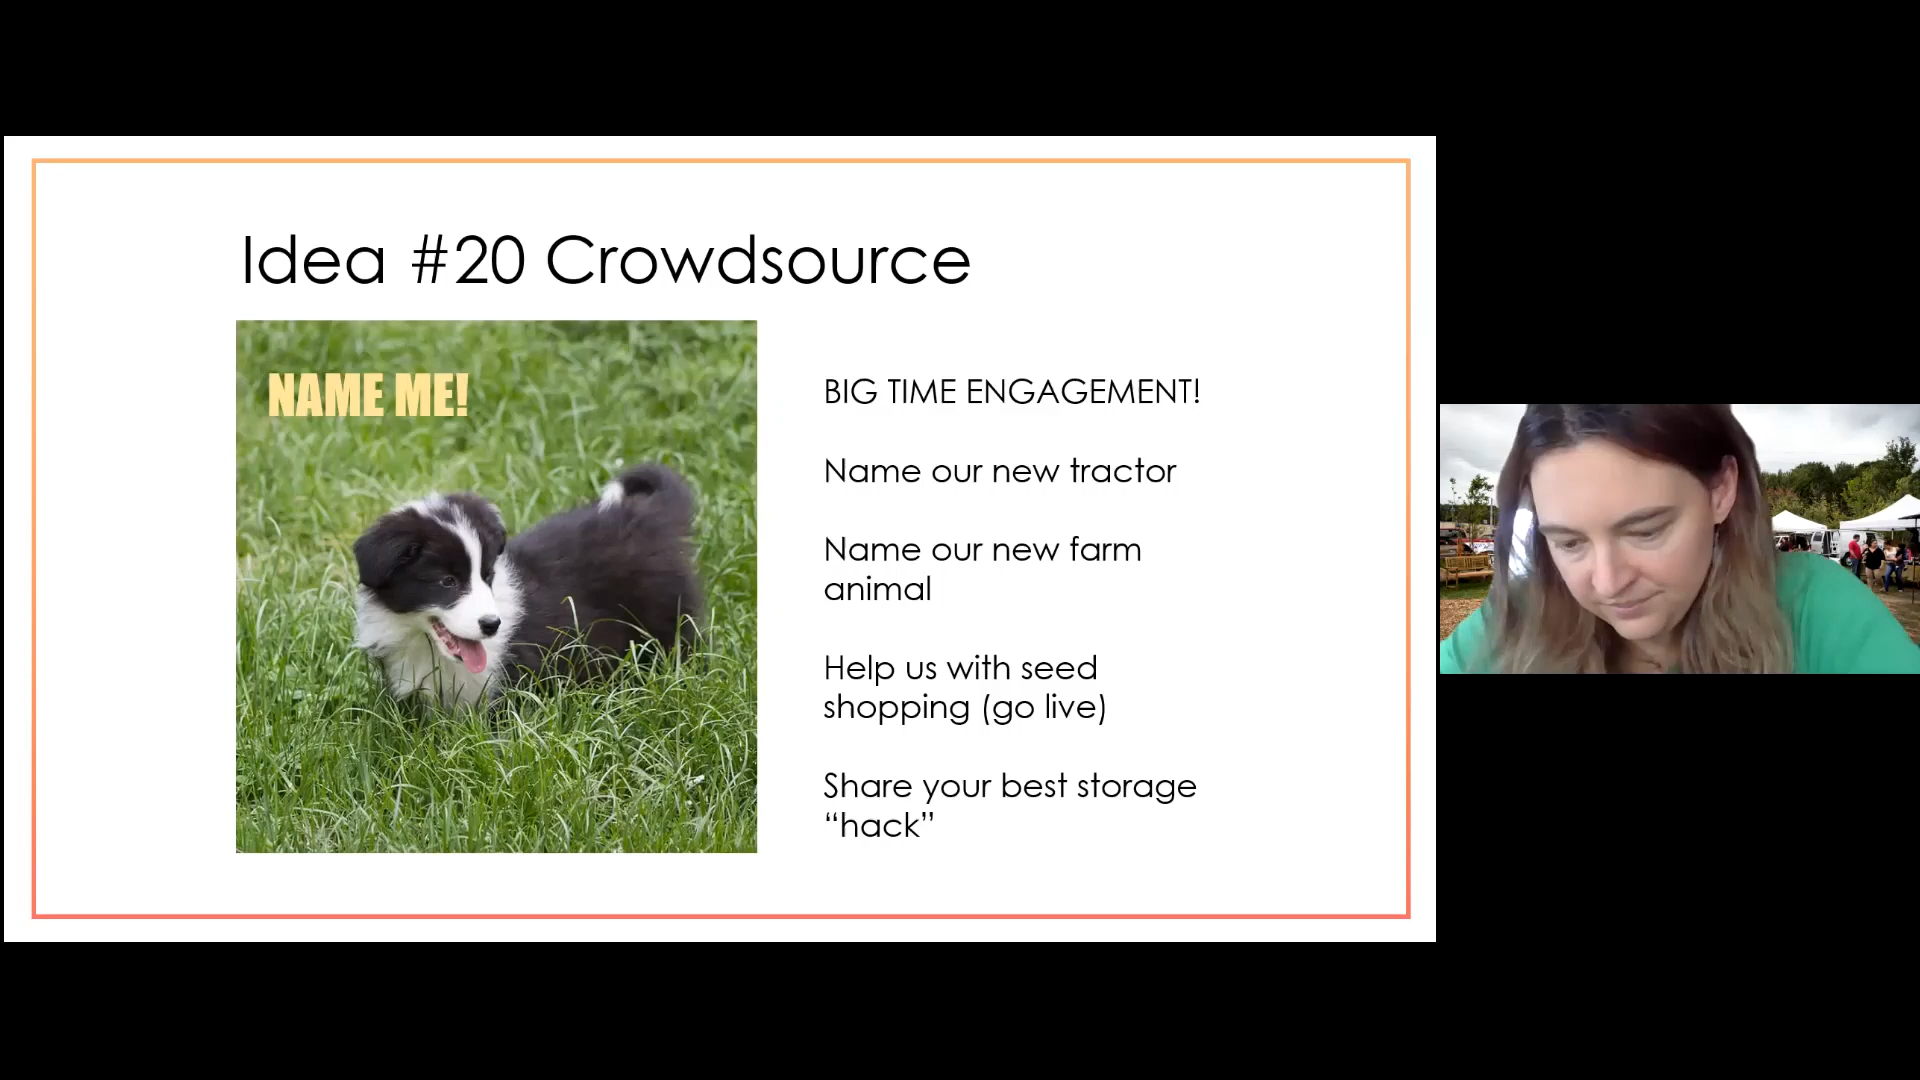 Idea #20 Crowdsource
NAME ME!
BIG TIME ENGAGEMENT!
Name our new tractor
Name our new farm
animal
Help us with seed
shopping (go live)
Share your best storage
“hack”